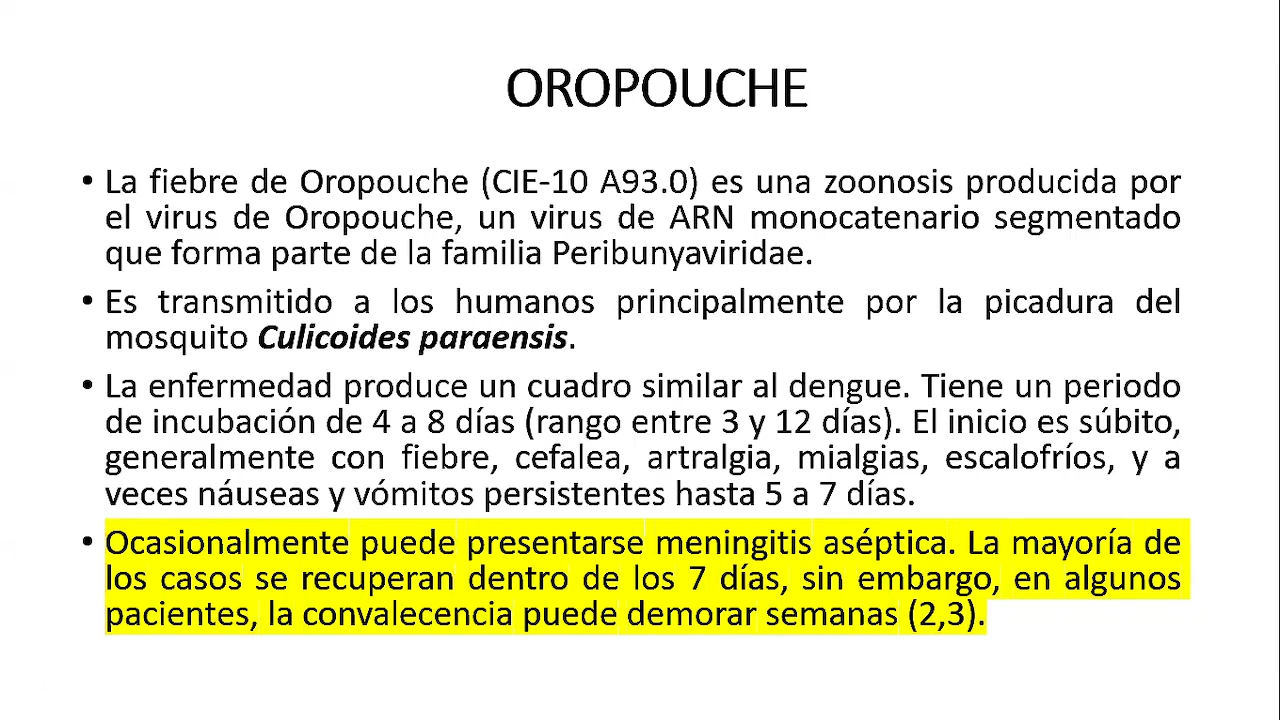 OROPOUCHE
• La fiebre de Oropouche (CIE-10 A93.0) es una zoonosis producida por
el virus de Oropouche, un virus de ARN monocatenario segmentado
que forma parte de la familia Peribunyaviridae.
• Es transmitido a los humanos principalmente por la picadura del
mosquito Culicoides paraensis.
• La enfermedad produce un cuadro similar al dengue. Tiene un periodo
de incubación de 4 a 8 días (rango entre 3 y 12 días). El inicio es súbito,
generalmente con fiebre, cefalea, artralgia, mialgias, escalofríos, y a
veces náuseas y vómitos persistentes hasta 5 a 7 días.
• Ocasionalmente puede presentarse meningitis aséptica. La mayoría de
los casos se recuperan dentro de los 7 días, sin embargo, en algunos
pacientes, la convalecencia puede demorar semanas (2,3).